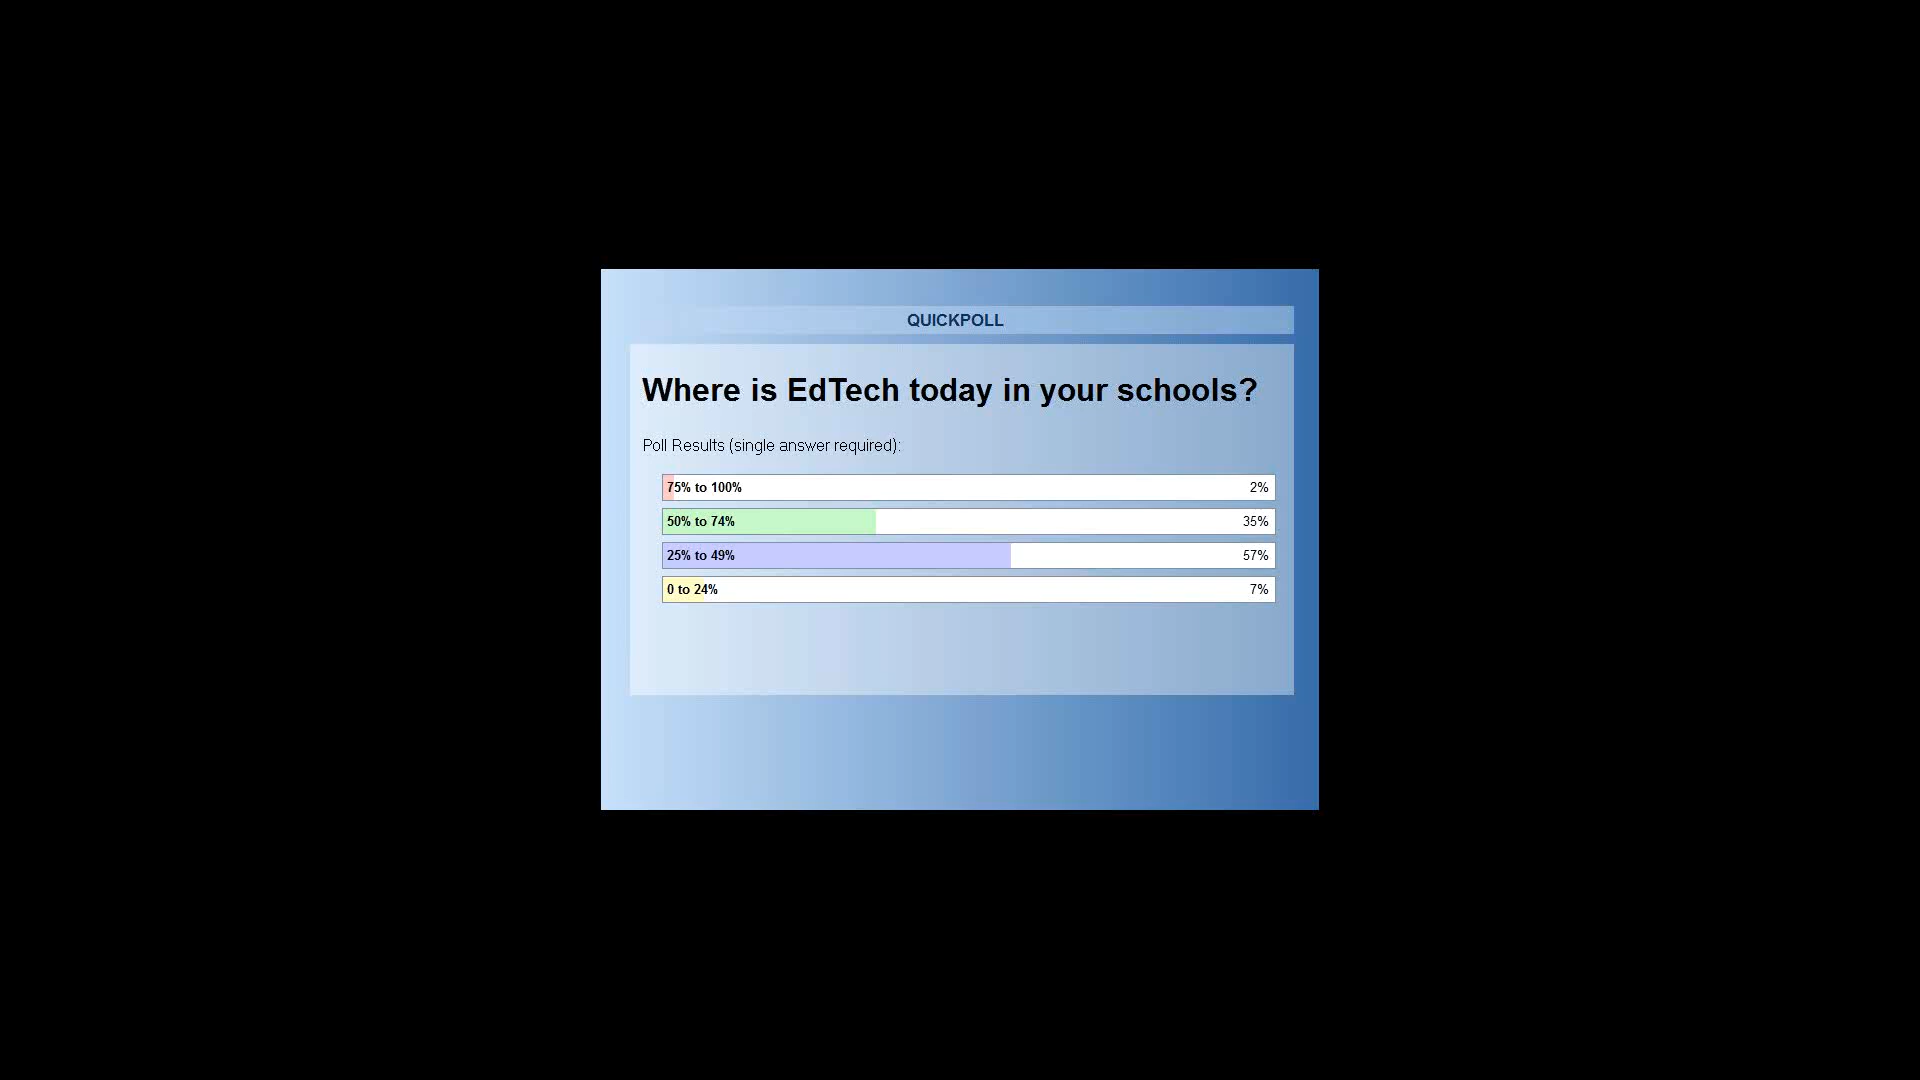 QUICKPOLL
Where is EdTech today in your schools?
Poll Results (single answer required):
75% to 100% 2%
50% to 74% 35%
25% to 49% 57%
0 to 24% 7%